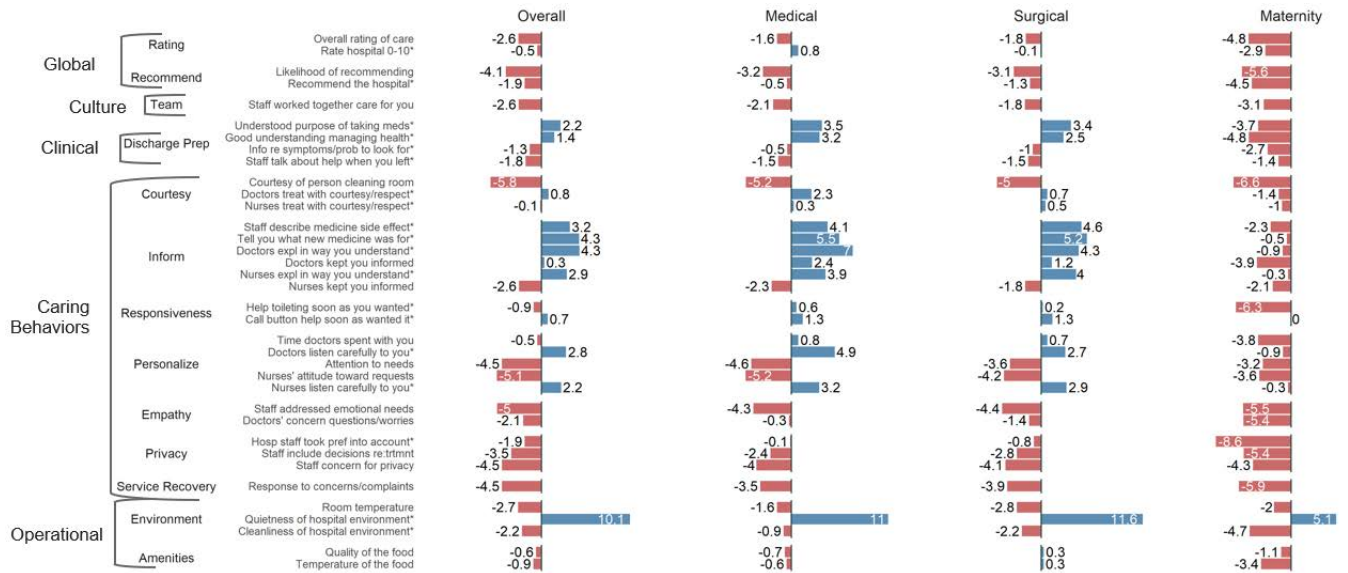 Overall Medical Surgical Maternity
Global Rating Overall rating of care -2.6 -1.6 -1.8 -4.8
Rate hospital 0-10* -0.5 0.8 -0.1 -2.9
Recommend Likelihood of recommending -4.1 -3.2 -3.1 -5.6
Recommend the hospital* -1.9 -0.5 -1.3 -4.5
Culture Team Staff worked together care for you -2.6 -2.1 -1.8 -3.1
Clinical Discharge Prep Understood purpose of taking meds* 2.2 3.5 3.4 -3.7
Good understanding managing health* 1.4 3.2 2.5 -4.8
Info re symptoms/prob to look for* -1.3 -0.5 -1 -2.7
Staff talk about help when you left* -1.8 -1.5 -1.5 -1.4
Caring Behaviors Courtesy Courtesy of person cleaning room -5.8 -5.2 -5 -6.6
Doctors treat with courtesy/respect* 0.8 2.3 0.7 -1.4
Nurses treat with courtesy/respect* -0.1 0.3 0.5 -1
Inform Staff describe medicine side effect* 3.2 4.1 4.6 -2.3
Tell you what new medicine was for* 4.3 5.5 5.2 -0.5
Doctors expl in way you understand* 4.3 7 4.3 -0.9
Doctors kept you informed 0.3 2.4 1.2 -3.9
Nurses expl in way you understand* 2.9 3.9 4 -0.3
Nurses kept you informed -2.6 -2.3 -1.8 -2.1
Responsiveness Help toileting soon as you wanted* -0.9 0.6 0.2 -6.3
Call button help soon as wanted it* 0.7 1.3 1.3 0
Personalize Time doctors spent with you -0.5 0.8 0.7 -3.8
Doctors listen carefully to you* 2.8 4.9 2.7 -0.9
Attention to needs -4.5 -4.6 -3.6 -3.2
Nurses' attitude toward requests -5.1 -5.2 -4.2 -3.6
Nurses listen carefully to you* 2.2 3.2 2.9 -0.3
Empathy Staff addressed emotional needs -5 -4.3 -4.4 -5.5
Doctors' concern questions/worries -2.1 -0.3 -1.4 -5.4
Privacy Hosp staff took pref into account* -1.9 -0.1 -0.8 -8.6
Staff include decisions re:trtmnt -3.5 -2.4 -2.8 -5.4
Staff concern for privacy -4.5 -4 -4.1 -4.3
Service Recovery Response to concerns/complaints -4.5 -3.5 -3.9 -5.9
Operational Environment Room temperature -2.7 -1.6 -2.8 -2
Quietness of hospital environment* 10.1 11 11.6 5.1
Cleanliness of hospital environment* -2.2 -0.9 -2.2 -4.7
Amenities Quality of the food -0.6 -0.7 0.3 -1.1
Temperature of the food -0.9 -0.6 0.3 -3.4